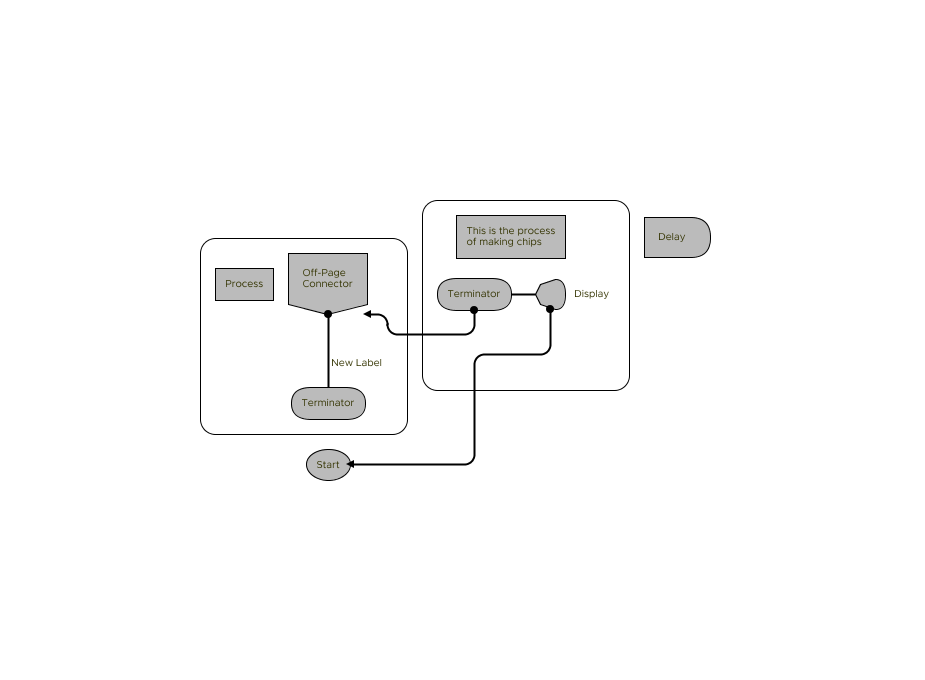 This is the process
of making chips
Delay
Off-Page
Connector
Process
Terminator
Display
New Label
Terminator
Start